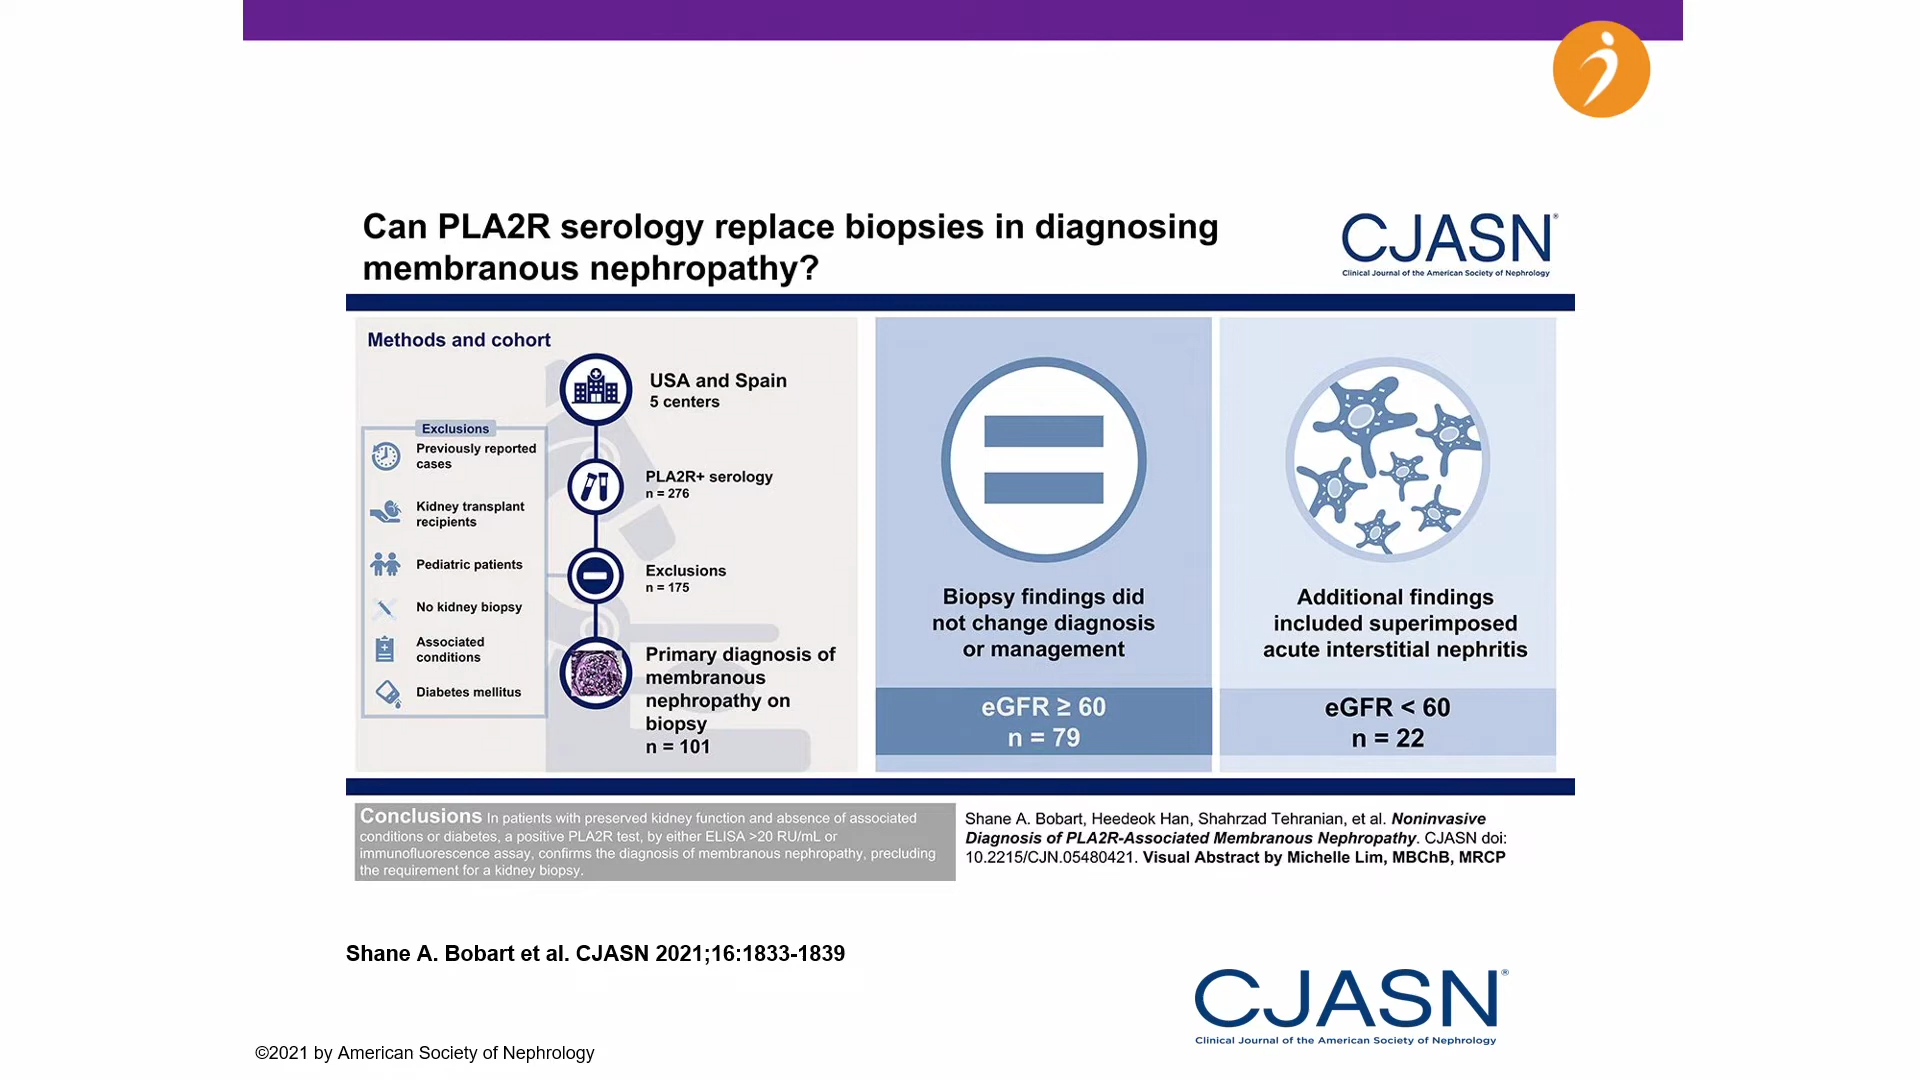 Can PLA2R serology replace biopsies in diagnosing
membranous nephropathy?
CJASN®
Clinical Journal of the American Society of Nephrology
Methods and cohort
USA and Spain
5 centers
PLA2R+ serology
n = 276
Exclusions
n = 175
Primary diagnosis of
membranous
nephropathy on
biopsy
n = 101
Exclusions
Previously reported
cases
Kidney transplant
recipients
Pediatric patients
No kidney biopsy
Associated
conditions
Diabetes mellitus
Biopsy findings did
not change diagnosis
or management
eGFR ≥ 60
n = 79
Additional findings
included superimposed
acute interstitial nephritis
eGFR < 60
n = 22
Conclusions In patients with preserved kidney function and absence of associated
conditions or diabetes, a positive PLA2R test, by either ELISA >20 RU/mL or
immunofluorescence assay, confirms the diagnosis of membranous nephropathy, precluding
the requirement for a kidney biopsy.
Shane A. Bobart, Heedeok Han, Shahrzad Tehranian, et al. Noninvasive
Diagnosis of PLA2R-Associated Membranous Nephropathy. CJASN doi:
10.2215/CJN.05480421. Visual Abstract by Michelle Lim, MBChB, MRCP
Shane A. Bobart et al. CJASN 2021;16:1833-1839
CJASN®
Clinical Journal of the American Society of Nephrology
©2021 by American Society of Nephrology